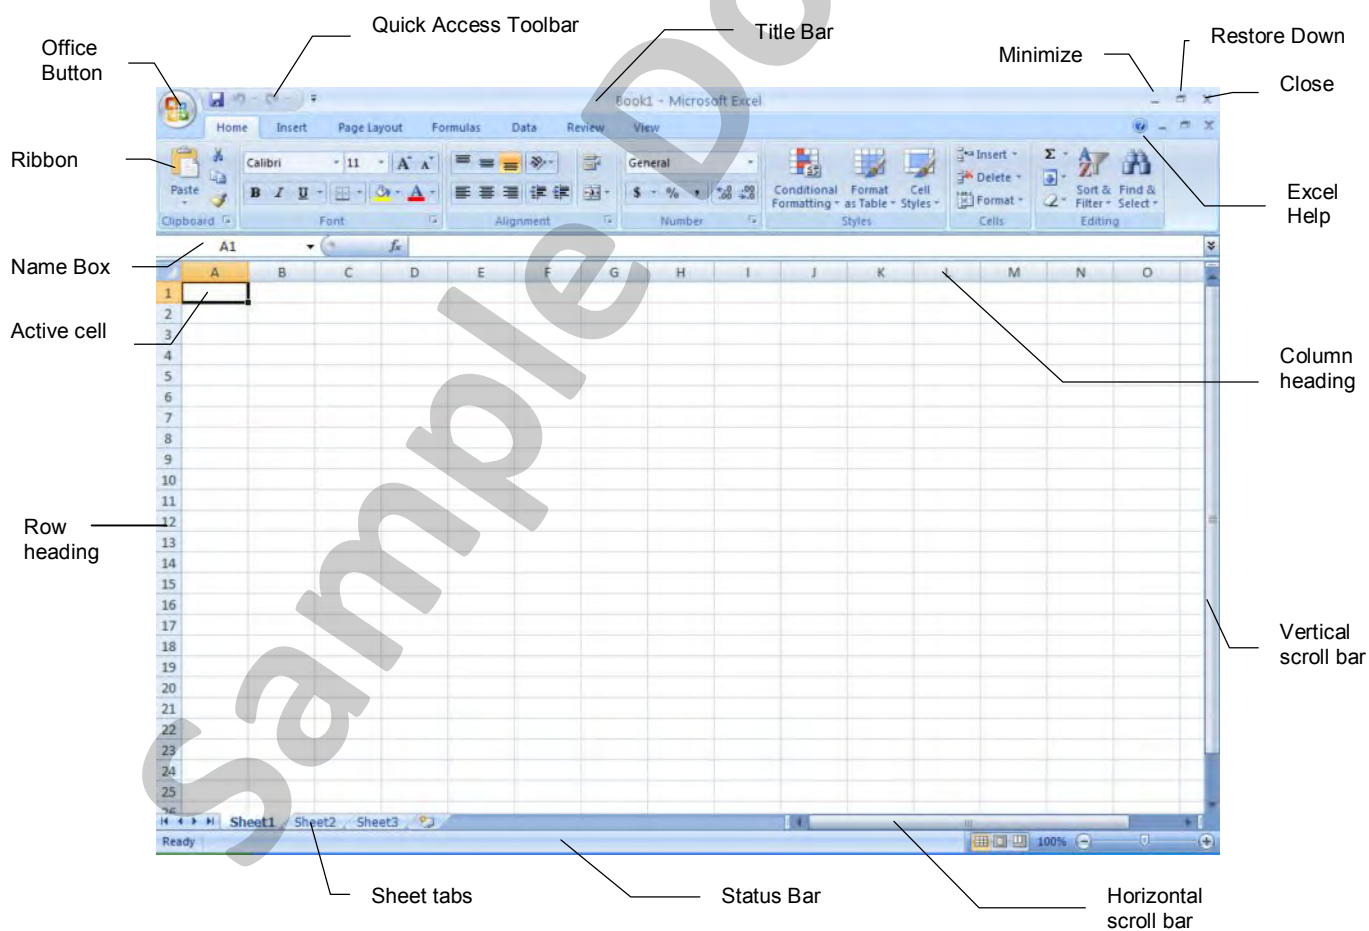 Quick Access Toolbar
Title Bar
Restore Down
Office
Button
Minimize
Close
Book1 - Microsoft Excel
Home Insert Page Layout Formulas Data Review View
Ribbon
Calibri 11 A A General Insert Σ
Paste Delete
B I U A $ % , Conditional Format Cell Format Sort & Find &
Formatting as Table Styles Filter Select
Clipboard Font Alignment Number Styles Cells Editing
Excel
Help
A1 fx
Name Box
A B C D E F G H I J K L M N O
1
2
Active cell
3
4
Column
heading
5
6
7
8
9
10
11
12
Row
heading
13
14
15
16
17
Vertical
scroll bar
18
19
20
21
22
23
24
25
26
Sheet1 Sheet2 Sheet3
Ready 100%
Sheet tabs
Status Bar
Horizontal
scroll bar
Sample Do